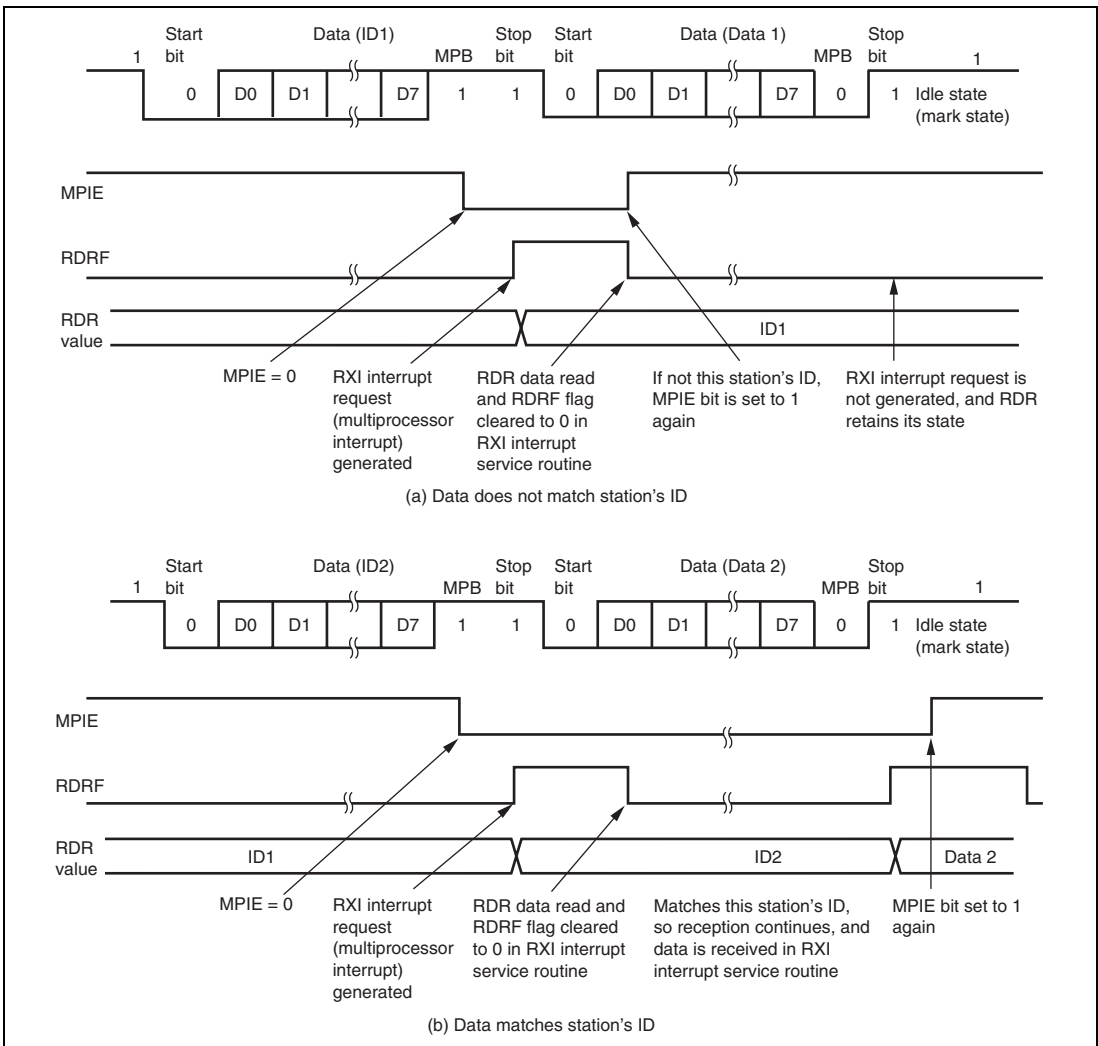 Start Data (ID1) Stop Start Data (Data 1) Stop
1 bit MPB bit bit MPB bit 1
0 D0 D1 D7 1 1 0 D0 D1 D7 0 1 Idle state
(mark state)
MPIE
RDRF
RDR
value
ID1
MPIE = 0
RXI interrupt
request
(multiprocessor
interrupt)
generated
RDR data read
and RDRF flag
cleared to 0 in
RXI interrupt
service routine
If not this station's ID,
MPIE bit is set to 1
again
RXI interrupt request is
not generated, and RDR
retains its state
(a) Data does not match station's ID
Start Data (ID2) Stop Start Data (Data 2) Stop
1 bit MPB bit bit MPB bit 1
0 D0 D1 D7 1 1 0 D0 D1 D7 0 1 Idle state
(mark state)
MPIE
RDRF
RDR
value
ID1 ID2 Data 2
MPIE = 0
RXI interrupt
request
(multiprocessor
interrupt)
generated
RDR data read and
RDRF flag cleared
to 0 in RXI interrupt
service routine
Matches this station's ID,
so reception continues, and
data is received in RXI
interrupt service routine
MPIE bit set to 1
again
(b) Data matches station's ID